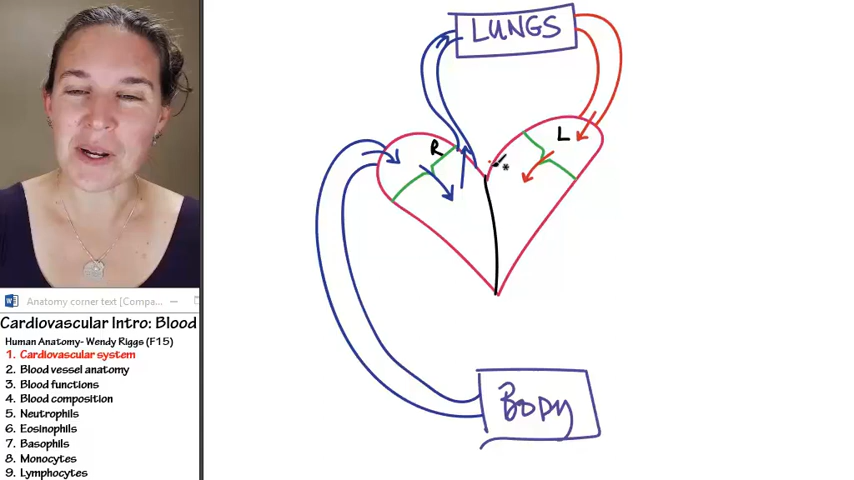 LUNGS
R
L
Body
Anatomy corner text [Compa...
Cardiovascular Intro: Blood
Human Anatomy- Wendy Riggs (F15)
1. Cardiovascular system
2. Blood vessel anatomy
3. Blood functions
4. Blood composition
5. Neutrophils
6. Eosinophils
7. Basophils
8. Monocytes
9. Lymphocytes